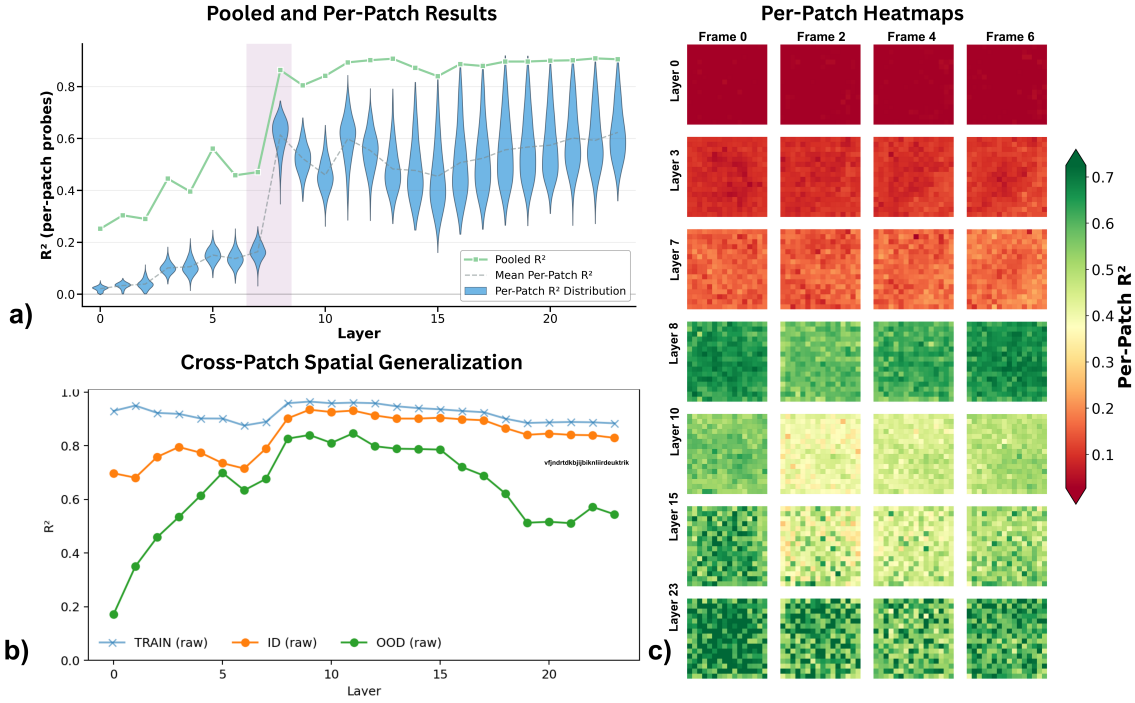 Pooled and Per-Patch Results
R² (per-patch probes)
0.8
0.6
0.4
0.2
0.0
0
5
10
15
20
Layer
Pooled R²
Mean Per-Patch R²
Per-Patch R² Distribution
a)
Cross-Patch Spatial Generalization
R²
1.0
0.8
0.6
0.4
0.2
0.0
vfjndrtdkbjijbiknliirdeuktrik
TRAIN (raw)
ID (raw)
OOD (raw)
0
5
10
15
20
Layer
b)
Per-Patch Heatmaps
Frame 0
Frame 2
Frame 4
Frame 6
Layer 0
Layer 3
Layer 7
Layer 8
Layer 10
Layer 15
Layer 23
0.7
0.6
0.5
0.4
0.3
0.2
0.1
Per-Patch R²
c)